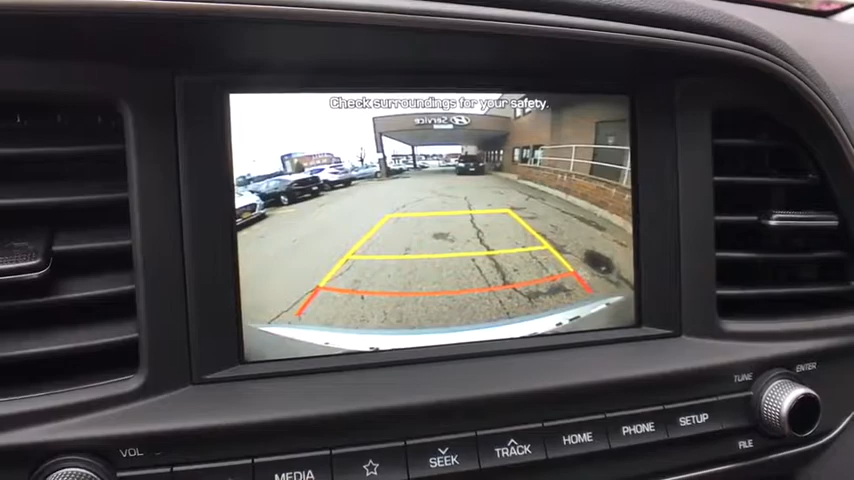 Check surroundings for your safety.
Service
VOL
MEDIA
SEEK
TRACK
HOME
PHONE
SETUP
TUNE
ENTER
FILE